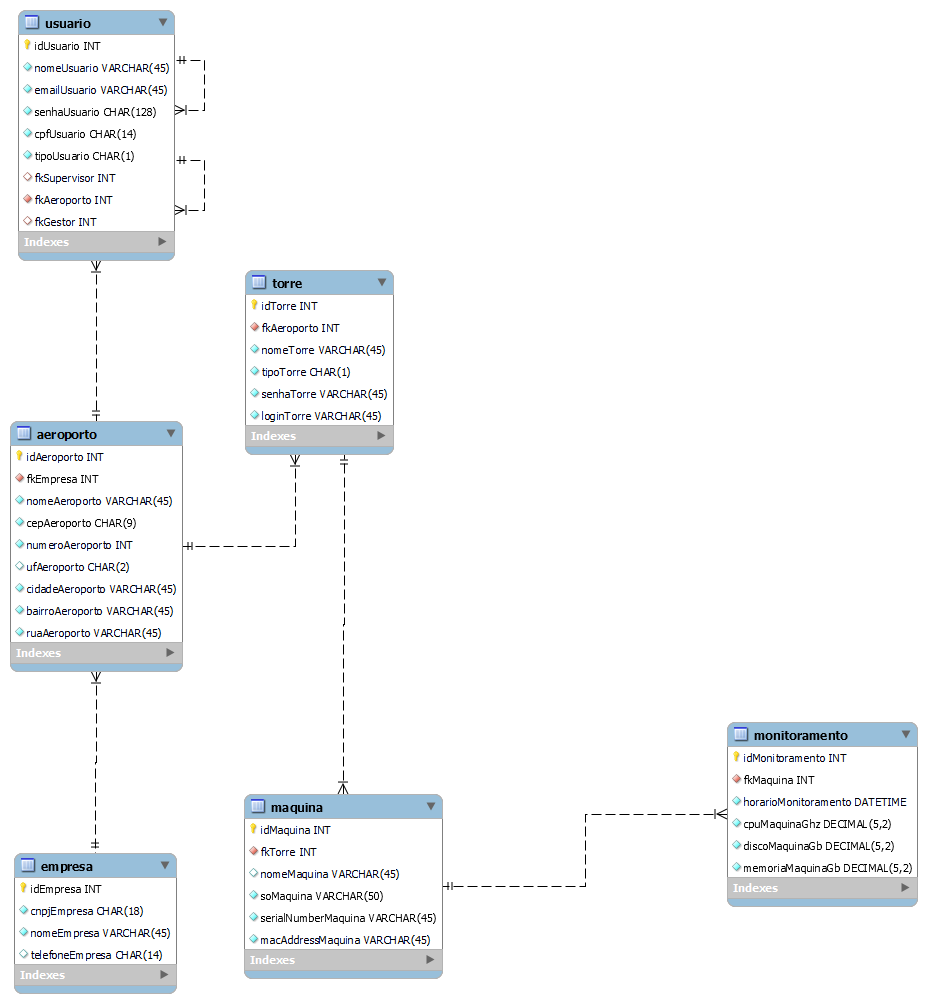 usuario
idUsuario INT
nomeUsuario VARCHAR(45)
emailUsuario VARCHAR(45)
senhaUsuario CHAR(128)
cpfUsuario CHAR(14)
tipoUsuario CHAR(1)
fkSupervisor INT
fkAeroporto INT
fkGestor INT
Indexes
torre
idTorre INT
fkAeroporto INT
nomeTorre VARCHAR(45)
tipoTorre CHAR(1)
senhaTorre VARCHAR(45)
loginTorre VARCHAR(45)
Indexes
aeroporto
idAeroporto INT
fkEmpresa INT
nomeAeroporto VARCHAR(45)
cepAeroporto CHAR(9)
numeroAeroporto INT
ufAeroporto CHAR(2)
cidadeAeroporto VARCHAR(45)
bairroAeroporto VARCHAR(45)
ruaAeroporto VARCHAR(45)
Indexes
monitoramento
idMonitoramento INT
fkMaquina INT
horarioMonitoramento DATETIME
cpuMaquinaGhz DECIMAL(5,2)
discoMaquinaGb DECIMAL(5,2)
memoriaMaquinaGb DECIMAL(5,2)
Indexes
maquina
idMaquina INT
fkTorre INT
nomeMaquina VARCHAR(45)
soMaquina VARCHAR(50)
serialNumberMaquina VARCHAR(45)
macAddressMaquina VARCHAR(45)
Indexes
empresa
idEmpresa INT
cnpjEmpresa CHAR(18)
nomeEmpresa VARCHAR(45)
telefoneEmpresa CHAR(14)
Indexes